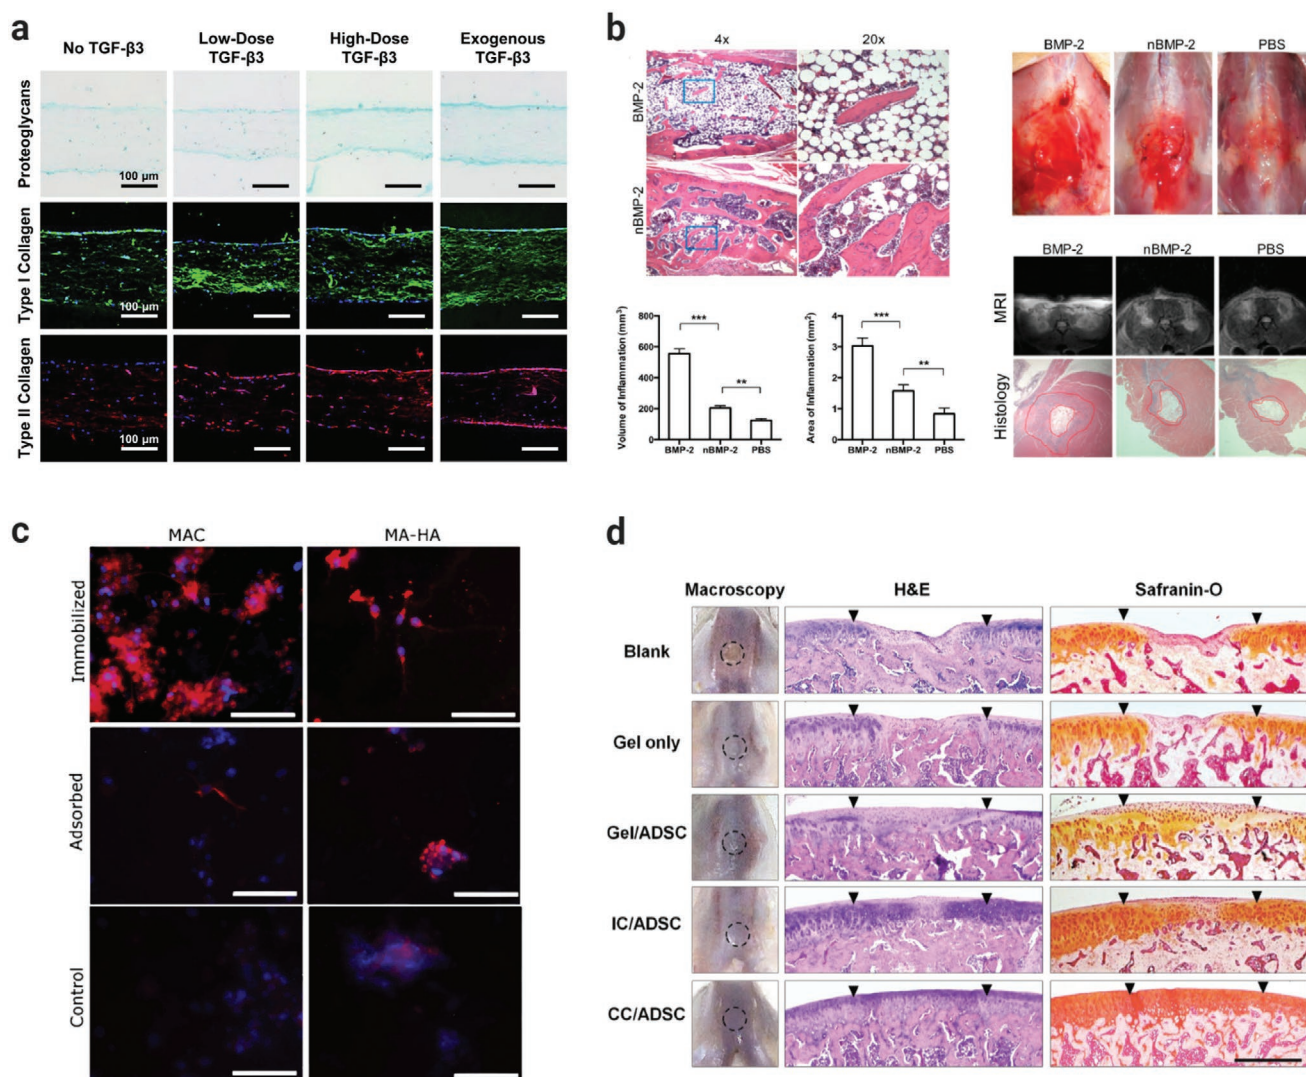 a
No TGF-β3
Low-Dose
TGF-β3
High-Dose
TGF-β3
Exogenous
TGF-β3
Proteoglycans
100 μm
Type I Collagen
100 μm
Type II Collagen
100 μm
b
4x
20x
BMP-2
nBMP-2
BMP-2
nBMP-2
PBS
Volume of Inflammation (mm³)
800
600
400
200
0
***
**
BMP-2
nBMP-2
PBS
Area of Inflammation (mm²)
4
3
2
1
0
***
**
BMP-2
nBMP-2
PBS
BMP-2
nBMP-2
PBS
MRI
Histology
c
MAC
MA-HA
Immobilized
Adsorbed
Control
d
Macroscopy
H&E
Safranin-O
Blank
Gel only
Gel/ADSC
IC/ADSC
CC/ADSC